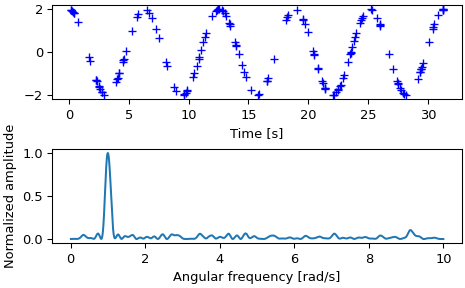 2
0
−2
0 5 10 15 20 25 30
Time [s]
Normalized amplitude
1.0
0.5
0.0
0 2 4 6 8 10
Angular frequency [rad/s]